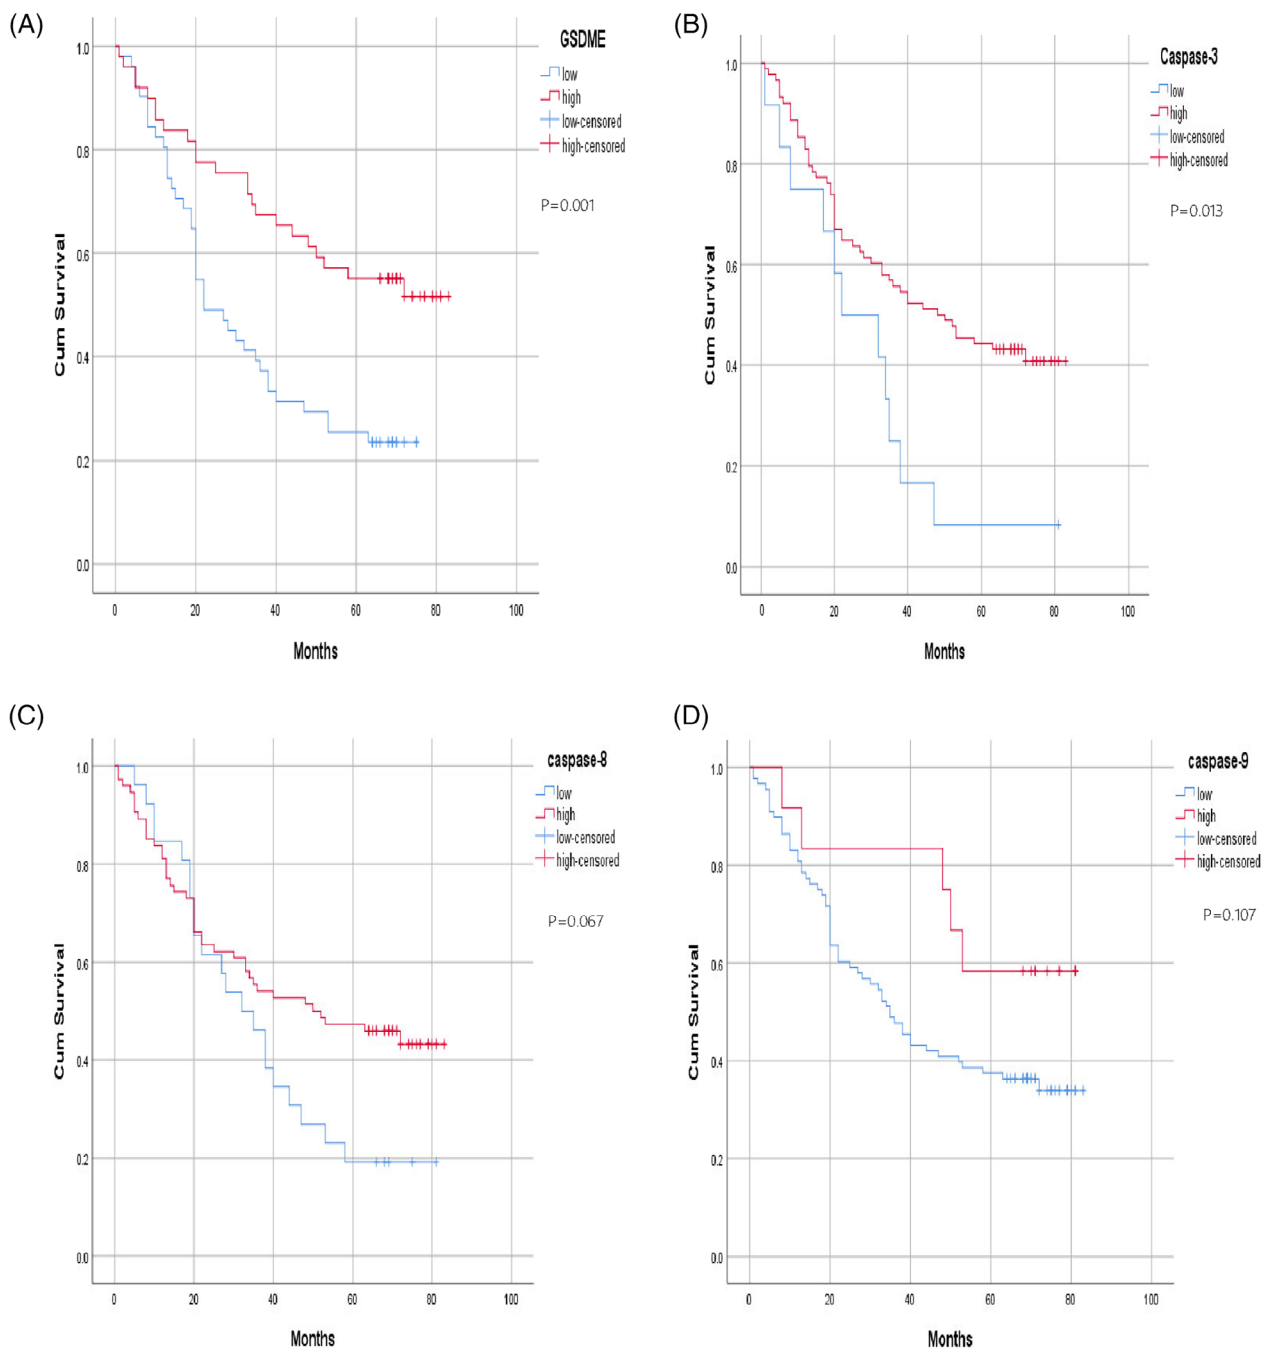 (A)
GSDME
low
high
low-censored
high-censored
P=0.001
Cum Survival
1.0
0.8
0.6
0.4
0.2
0.0
0 20 40 60 80 100
Months
(B)
Caspase-3
low
high
low-censored
high-censored
P=0.013
Cum Survival
1.0
0.8
0.6
0.4
0.2
0.0
0 20 40 60 80 100
Months
(C)
caspase-8
low
high
low-censored
high-censored
P=0.067
Cum Survival
1.0
0.8
0.6
0.4
0.2
0.0
0 20 40 60 80 100
Months
(D)
caspase-9
low
high
low-censored
high-censored
P=0.107
Cum Survival
1.0
0.8
0.6
0.4
0.2
0.0
0 20 40 60 80 100
Months